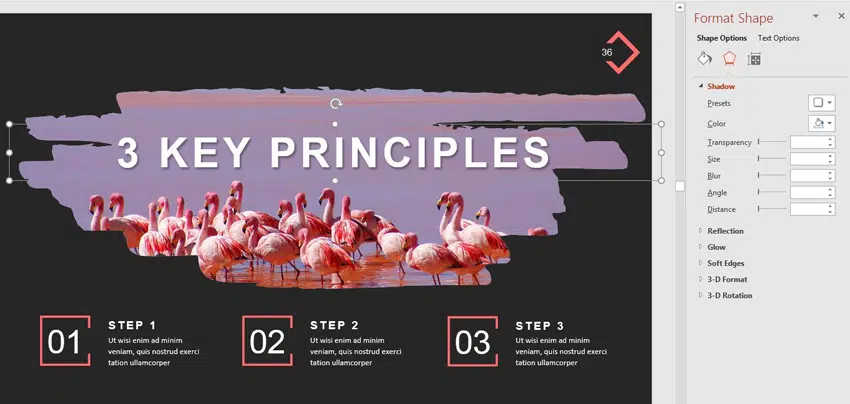 Format Shape
Shape Options Text Options
Shadow
Presets
Color
Transparency
Size
Blur
Angle
Distance
Reflection
Glow
Soft Edges
3-D Format
3-D Rotation
36
3 KEY PRINCIPLES
01
STEP 1
Ut wisi enim ad minim
veniam, quis nostrud exerci
tation ullamcorper
02
STEP 2
Ut wisi enim ad minim
veniam, quis nostrud exerci
tation ullamcorper
03
STEP 3
Ut wisi enim ad minim
veniam, quis nostrud exerci
tation ullamcorper